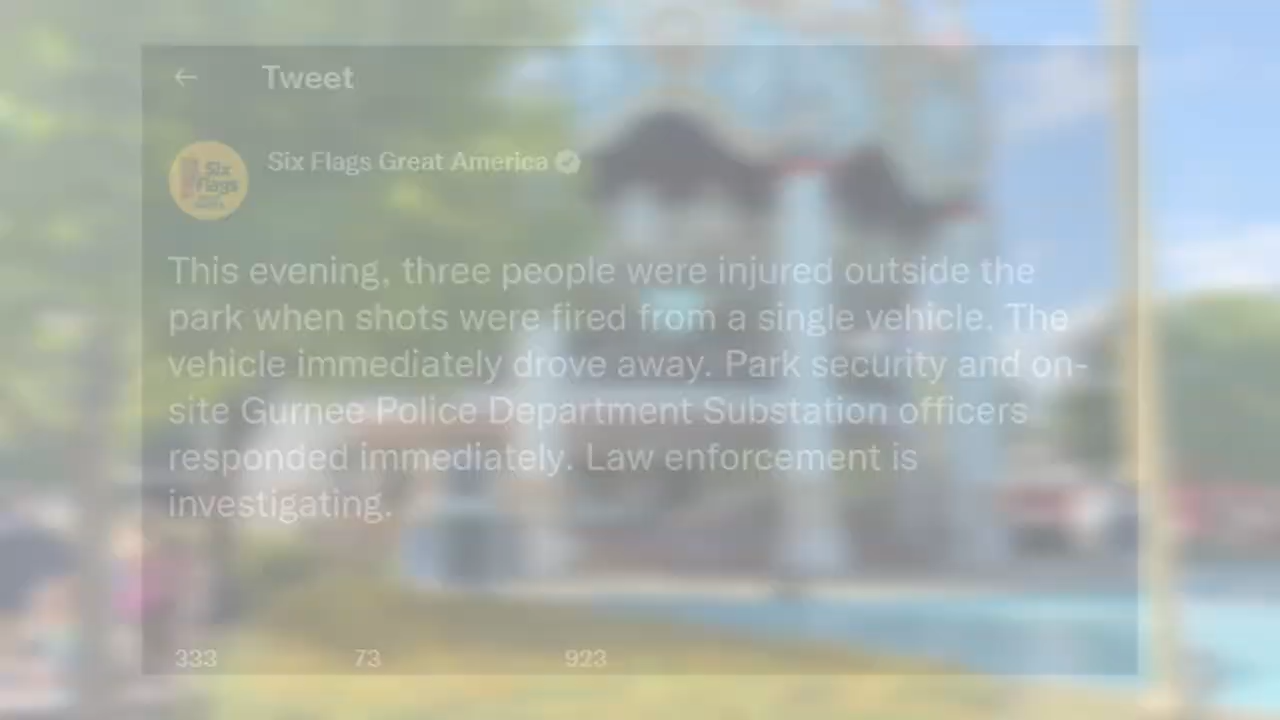 ← Tweet
Six Flags Great America
Six
Flags
This evening, three people were injured outside the
park when shots were fired from a single vehicle. The
vehicle immediately drove away. Park security and on-
site Gurnee Police Department Substation officers
responded immediately. Law enforcement is
investigating.
333 73 923